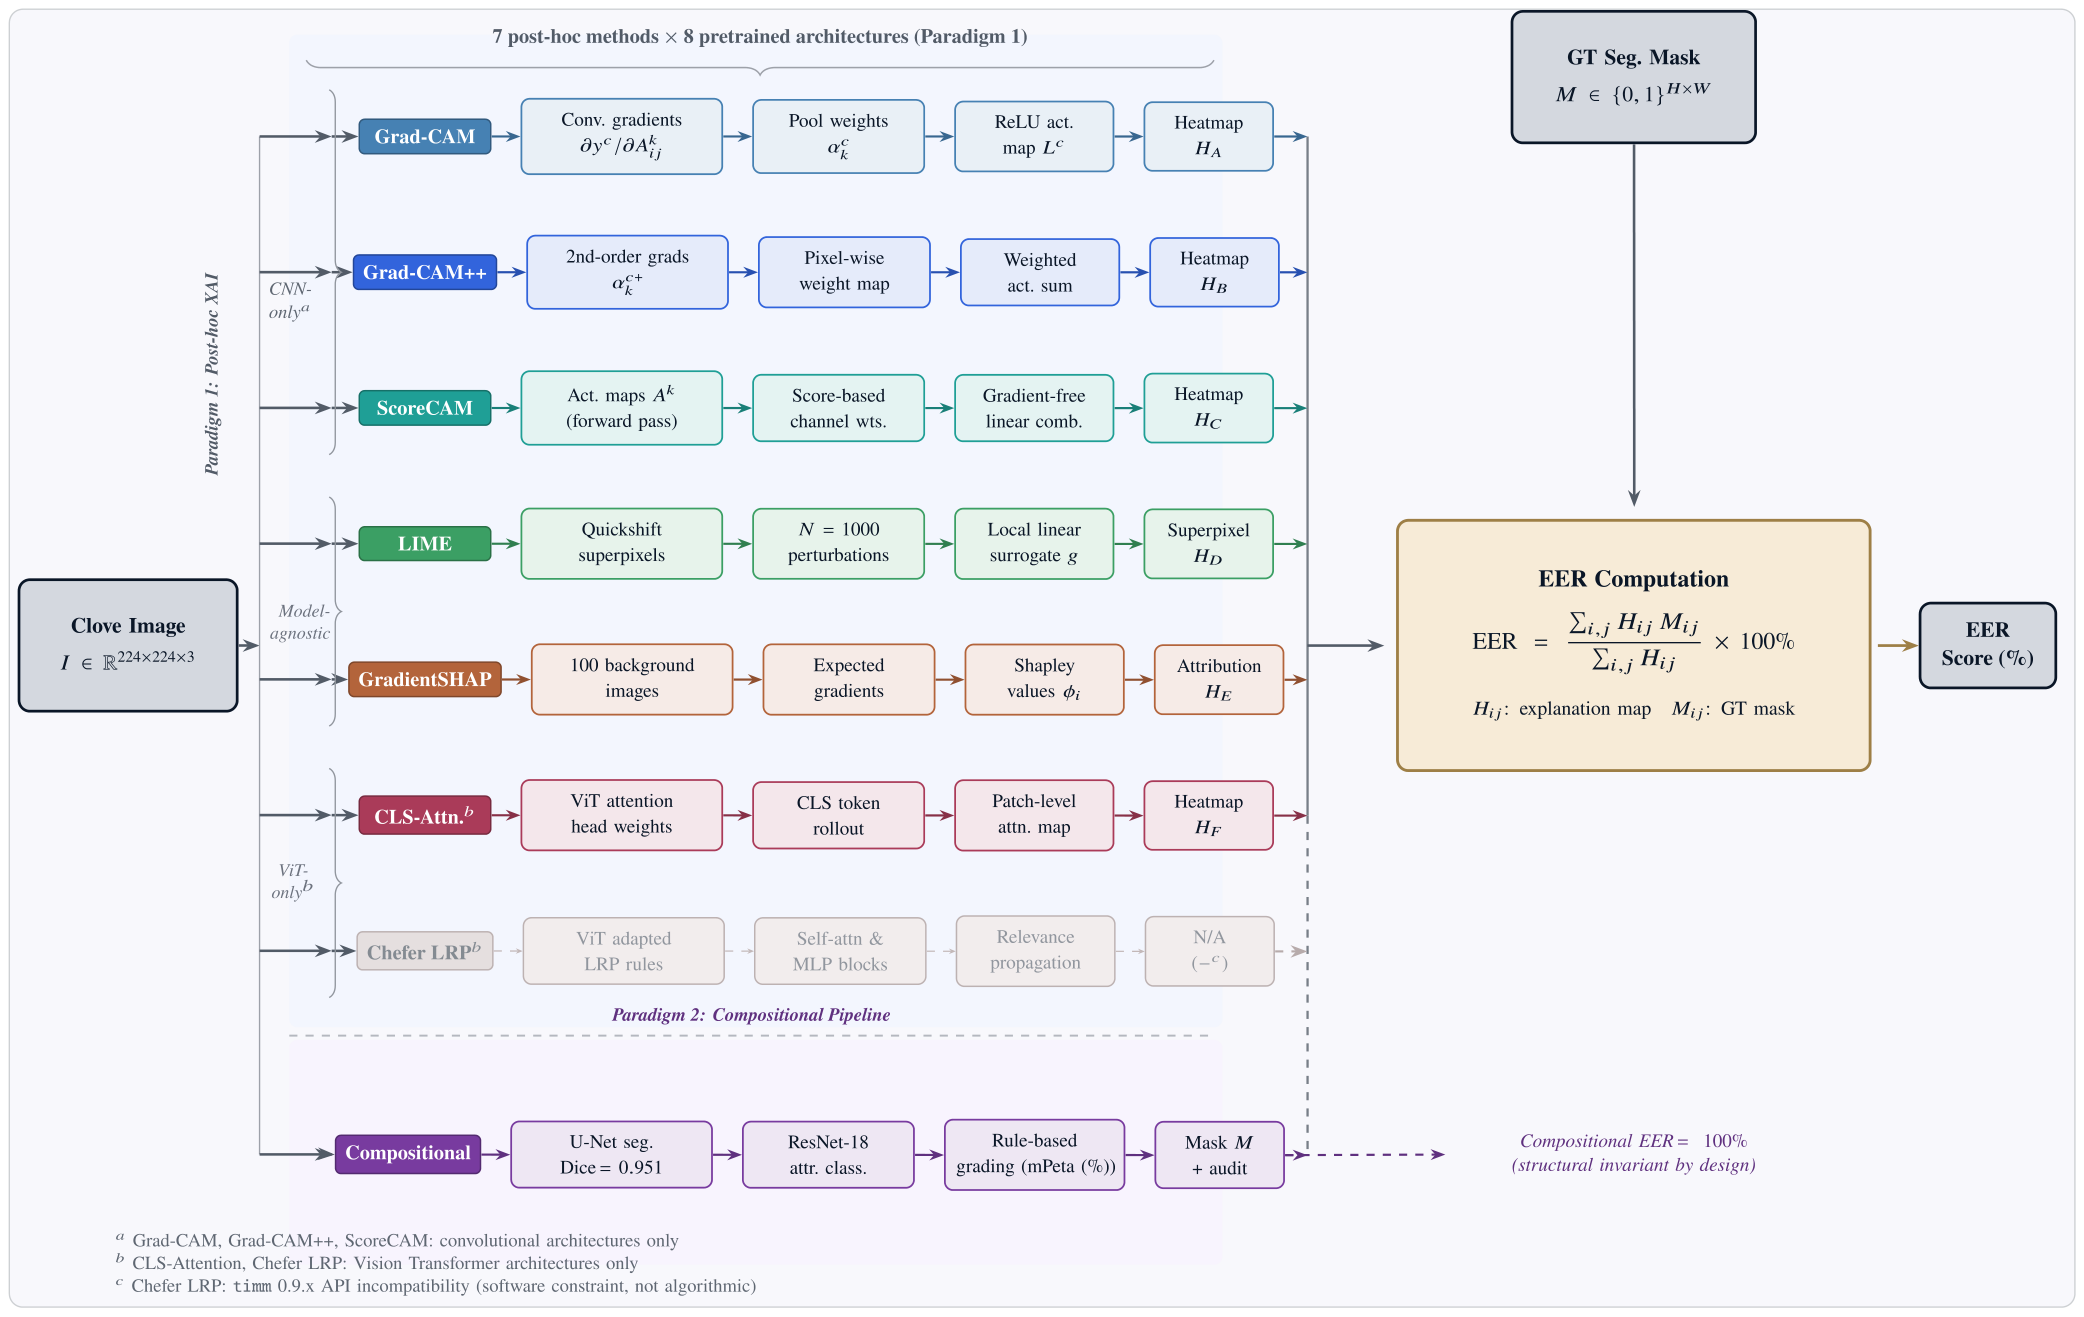 7 post-hoc methods × 8 pretrained architectures (Paradigm 1)
GT Seg. Mask
M ∈ {0, 1}^{H×W}
Paradigm 1: Post-hoc XAI
Grad-CAM
Conv. gradients
∂y^c/∂A^k_{ij}
Pool weights
α^c_k
ReLU act.
map L^c
Heatmap
H_A
CNN-
only^a
Grad-CAM++
2nd-order grads
α^{c+}_k
Pixel-wise
weight map
Weighted
act. sum
Heatmap
H_B
ScoreCAM
Act. maps A^k
(forward pass)
Score-based
channel wts.
Gradient-free
linear comb.
Heatmap
H_C
LIME
Quickshift
superpixels
N = 1000
perturbations
Local linear
surrogate g
Superpixel
H_D
Model-
agnostic
Clove Image
I ∈ ℝ^{224×224×3}
GradientSHAP
100 background
images
Expected
gradients
Shapley
values ϕ_i
Attribution
H_E
EER Computation
EER = \frac{∑_{i,j} H_{ij} M_{ij}}{∑_{i,j} H_{ij}} × 100%
H_{ij}: explanation map M_{ij}: GT mask
EER
Score (%)
CLS-Attn.^b
ViT attention
head weights
CLS token
rollout
Patch-level
attn. map
Heatmap
H_F
ViT-
only^b
Chefer LRP^b
ViT adapted
LRP rules
Self-attn &
MLP blocks
Relevance
propagation
N/A
(−^c)
Paradigm 2: Compositional Pipeline
Compositional
U-Net seg.
Dice = 0.951
ResNet-18
attr. class.
Rule-based
grading (mPeta (%))
Mask M
+ audit
Compositional EER = 100%
(structural invariant by design)
^a Grad-CAM, Grad-CAM++, ScoreCAM: convolutional architectures only
^b CLS-Attention, Chefer LRP: Vision Transformer architectures only
^c Chefer LRP: timm 0.9.x API incompatibility (software constraint, not algorithmic)